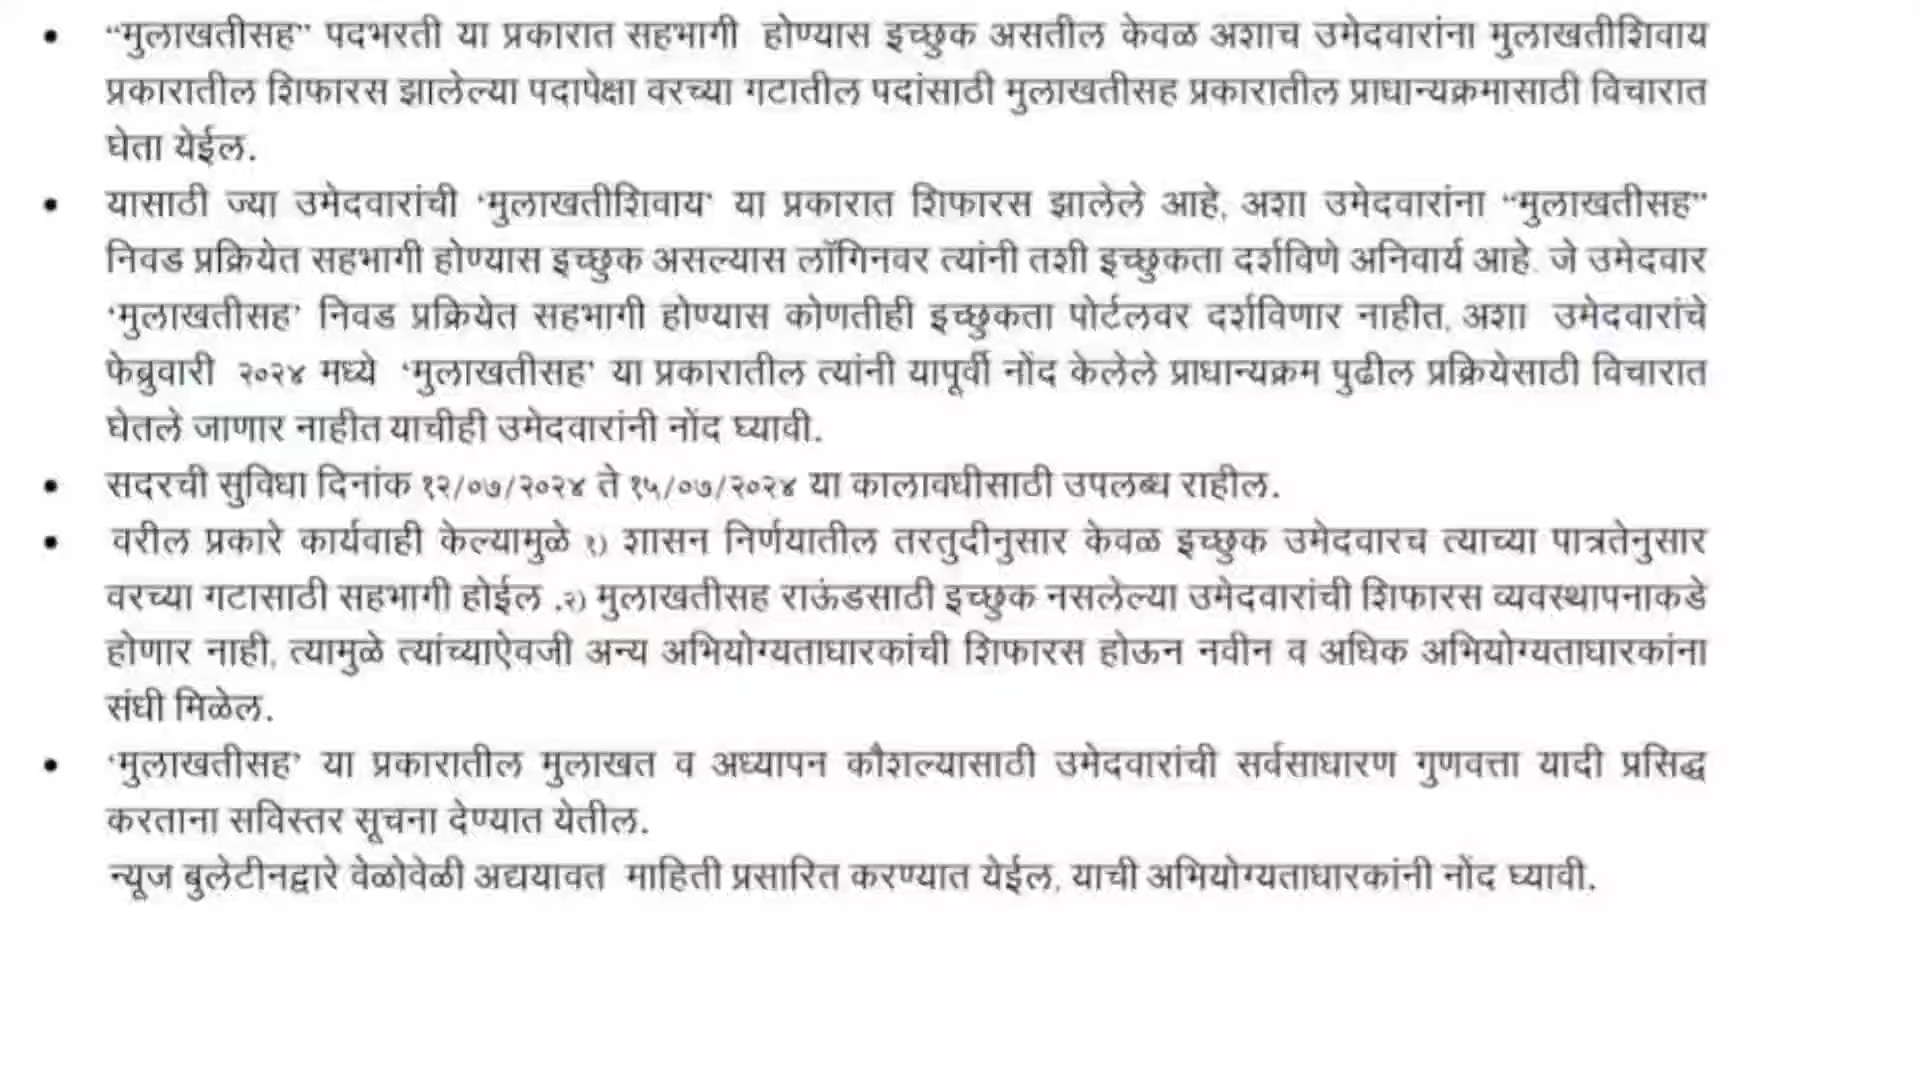 • “मुलाखतीसह” पदभरती या प्रकारात सहभागी होण्यास इच्छुक असतील केवळ अशाच उमेदवारांना मुलाखतीशिवाय
प्रकारातील शिफारस झालेल्या पदापेक्षा वरच्या गटातील पदांसाठी मुलाखतीसह प्रकारातील प्राधान्यक्रमासाठी विचारात
घेता येईल.
• यासाठी ज्या उमेदवारांची 'मुलाखतीशिवाय' या प्रकारात शिफारस झालेले आहे, अशा उमेदवारांना “मुलाखतीसह”
निवड प्रक्रियेत सहभागी होण्यास इच्छुक असल्यास लॉगिनवर त्यांनी तशी इच्छुकता दर्शविणे अनिवार्य आहे. जे उमेदवार
'मुलाखतीसह' निवड प्रक्रियेत सहभागी होण्यास कोणतीही इच्छुकता पोर्टलवर दर्शविणार नाहीत, अशा उमेदवारांचे
फेब्रुवारी २०२४ मध्ये 'मुलाखतीसह' या प्रकारातील त्यांनी यापूर्वी नोंद केलेले प्राधान्यक्रम पुढील प्रक्रियेसाठी विचारात
घेतले जाणार नाहीत याचीही उमेदवारांनी नोंद घ्यावी.
• सदरची सुविधा दिनांक १२/०७/२०२४ ते १५/०७/२०२४ या कालावधीसाठी उपलब्ध राहील.
• वरील प्रकारे कार्यवाही केल्यामुळे १) शासन निर्णयातील तरतुदीनुसार केवळ इच्छुक उमेदवारच त्याच्या पात्रतेनुसार
वरच्या गटासाठी सहभागी होईल .२) मुलाखतीसह राऊंडसाठी इच्छुक नसलेल्या उमेदवारांची शिफारस व्यवस्थापनाकडे
होणार नाही, त्यामुळे त्यांच्याऐवजी अन्य अभियोग्यताधारकांची शिफारस होऊन नवीन व अधिक अभियोग्यताधारकांना
संधी मिळेल.
• 'मुलाखतीसह' या प्रकारातील मुलाखत व अध्यापन कौशल्यासाठी उमेदवारांची सर्वसाधारण गुणवत्ता यादी प्रसिद्ध
करताना सविस्तर सूचना देण्यात येतील.
न्यूज बुलेटीनद्वारे वेळोवेळी अद्ययावत माहिती प्रसारित करण्यात येईल, याची अभियोग्यताधारकांनी नोंद घ्यावी.